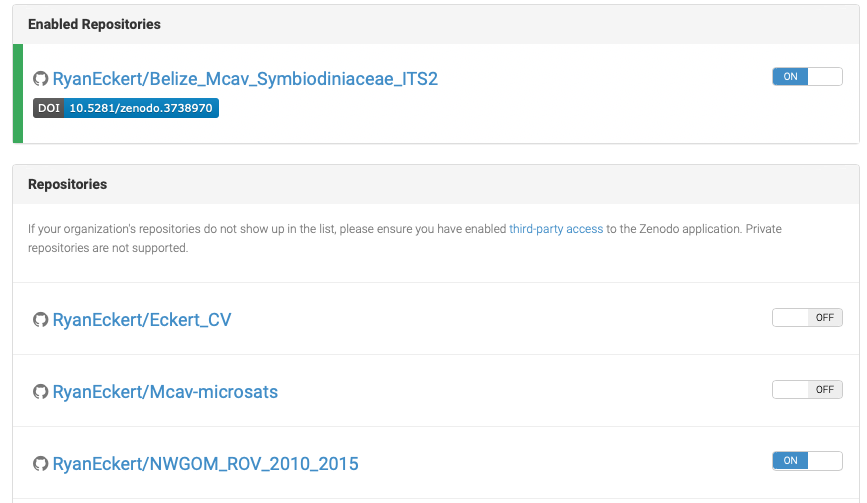 Enabled Repositories
RyanEckert/Belize_Mcav_Symbiodiniaceae_ITS2
ON
DOI 10.5281/zenodo.3738970
Repositories
If your organization's repositories do not show up in the list, please ensure you have enabled third-party access to the Zenodo application. Private
repositories are not supported.
RyanEckert/Eckert_CV
OFF
RyanEckert/Mcav-microsats
OFF
RyanEckert/NWGOM_ROV_2010_2015
ON